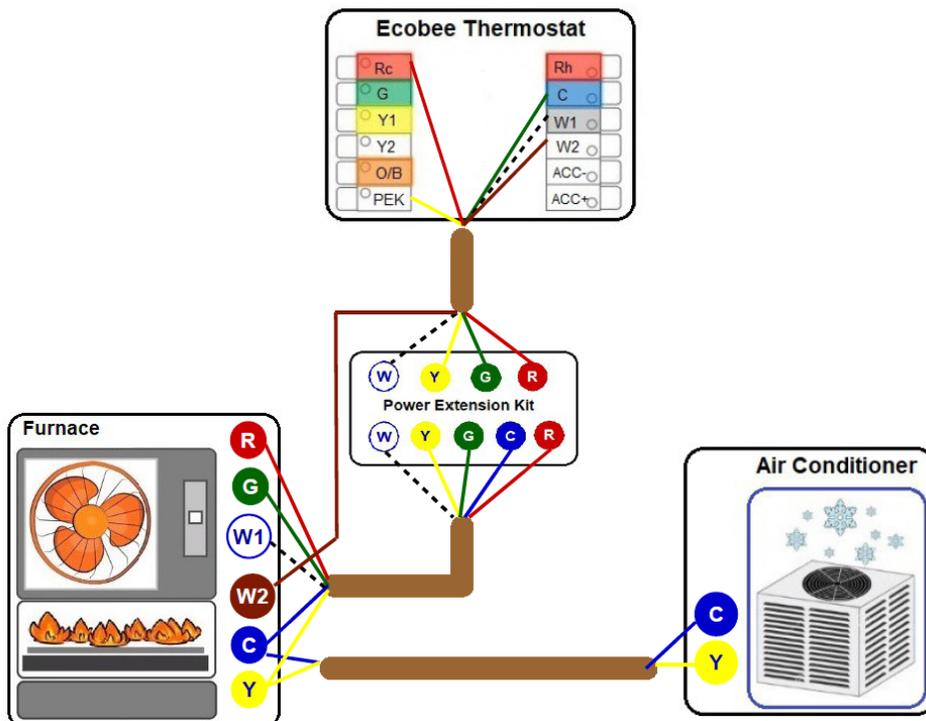 Ecobee Thermostat
Rc
Rh
G
C
Y1
W1
Y2
W2
O/B
ACC-
PEK
ACC+
W
Y
G
R
Power Extension Kit
W
Y
G
C
R
Furnace
R
G
W1
W2
C
Y
Air Conditioner
C
Y